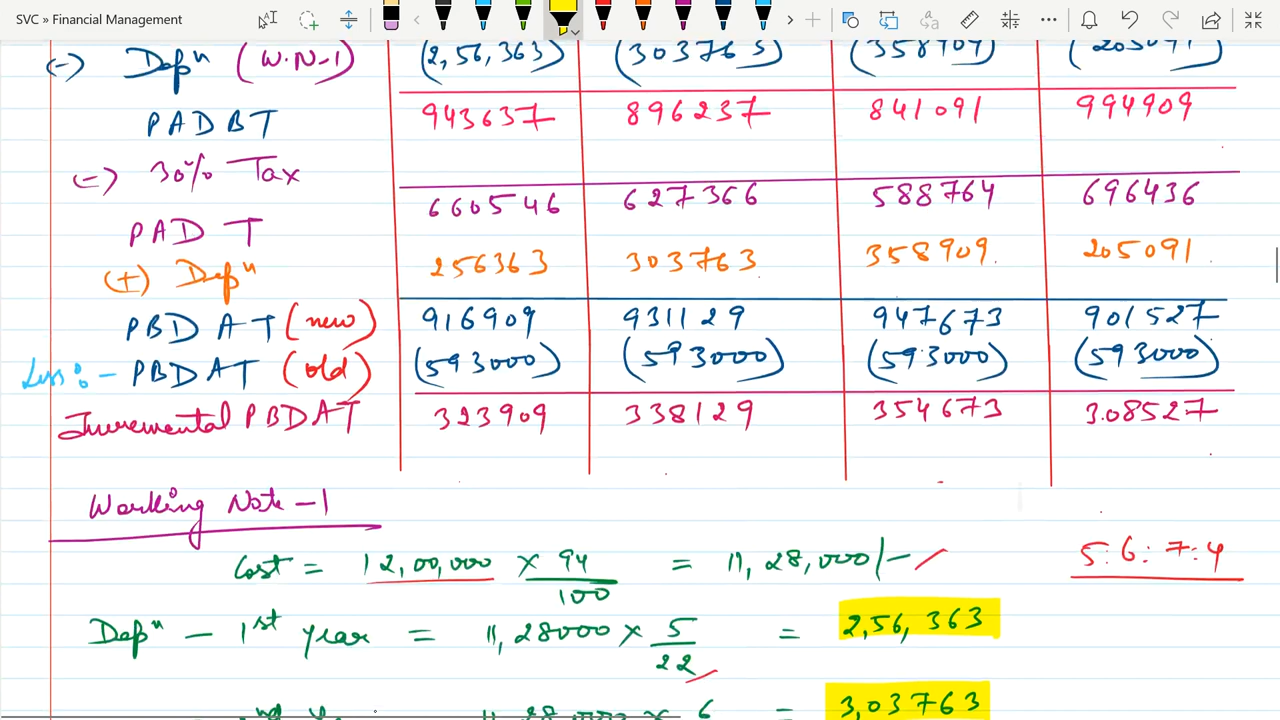 SVC » Financial Management
(-) Depⁿ (W.N-1) (2,56,363) (303763) (358909) (205091)
PADBT 943637 896237 841091 994909
(-) 30% Tax
PADT 660546 627366 588764 696436
(+) Depⁿ 256363 303763 358909 205091
PBDAT (new) 916909 931129 947673 901527
Less:- PBDAT (old) (593000) (593000) (593000) (593000)
Incremental PBDAT 323909 338129 354673 308527
Working Note -1
Cost = 12,00,000 × 94/100 = 11,28,000/- 5:6:7:4
Depⁿ - 1st year = 11,28000 × 5/22 = 2,56,363
6 = 3,03763